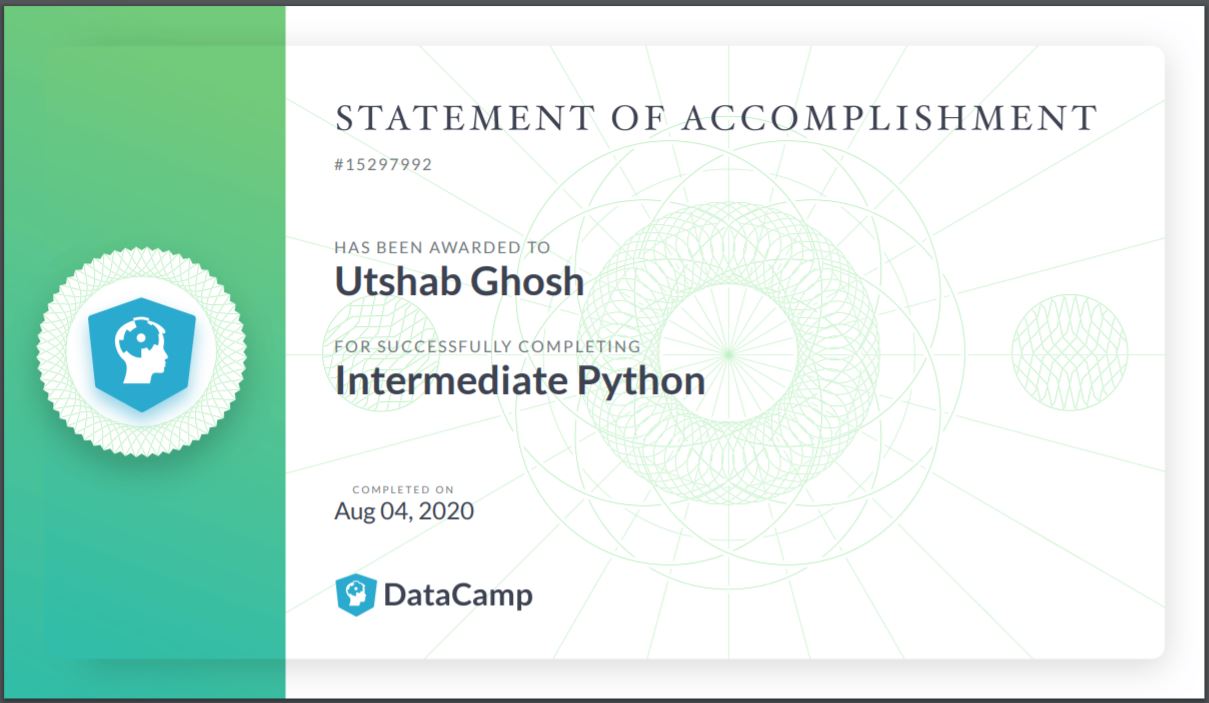 STATEMENT OF ACCOMPLISHMENT
#15297992
HAS BEEN AWARDED TO
Utshab Ghosh
FOR SUCCESSFULLY COMPLETING
Intermediate Python
COMPLETED ON
Aug 04, 2020
DataCamp